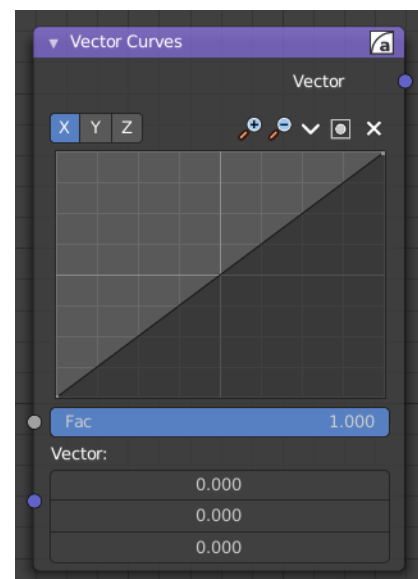 Vector Curves a
Vector
X Y Z
Fac 1.000
Vector:
0.000
0.000
0.000